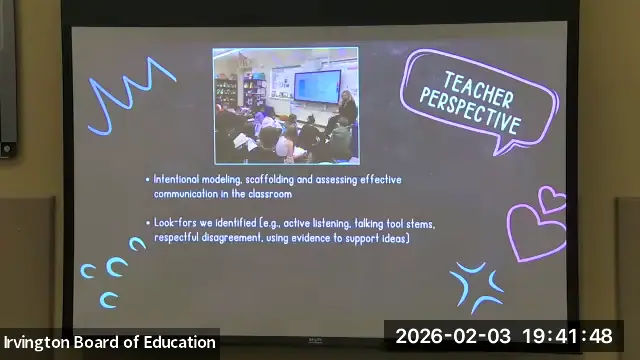 TEACHER
PERSPECTIVE
• Intentional modeling, scaffolding and assessing effective
communication in the classroom
• Look-fors we identified (e.g., active listening, talking tool stems,
respectful disagreement, using evidence to support ideas)
Irvington Board of Education
2026-02-03 19:41:48